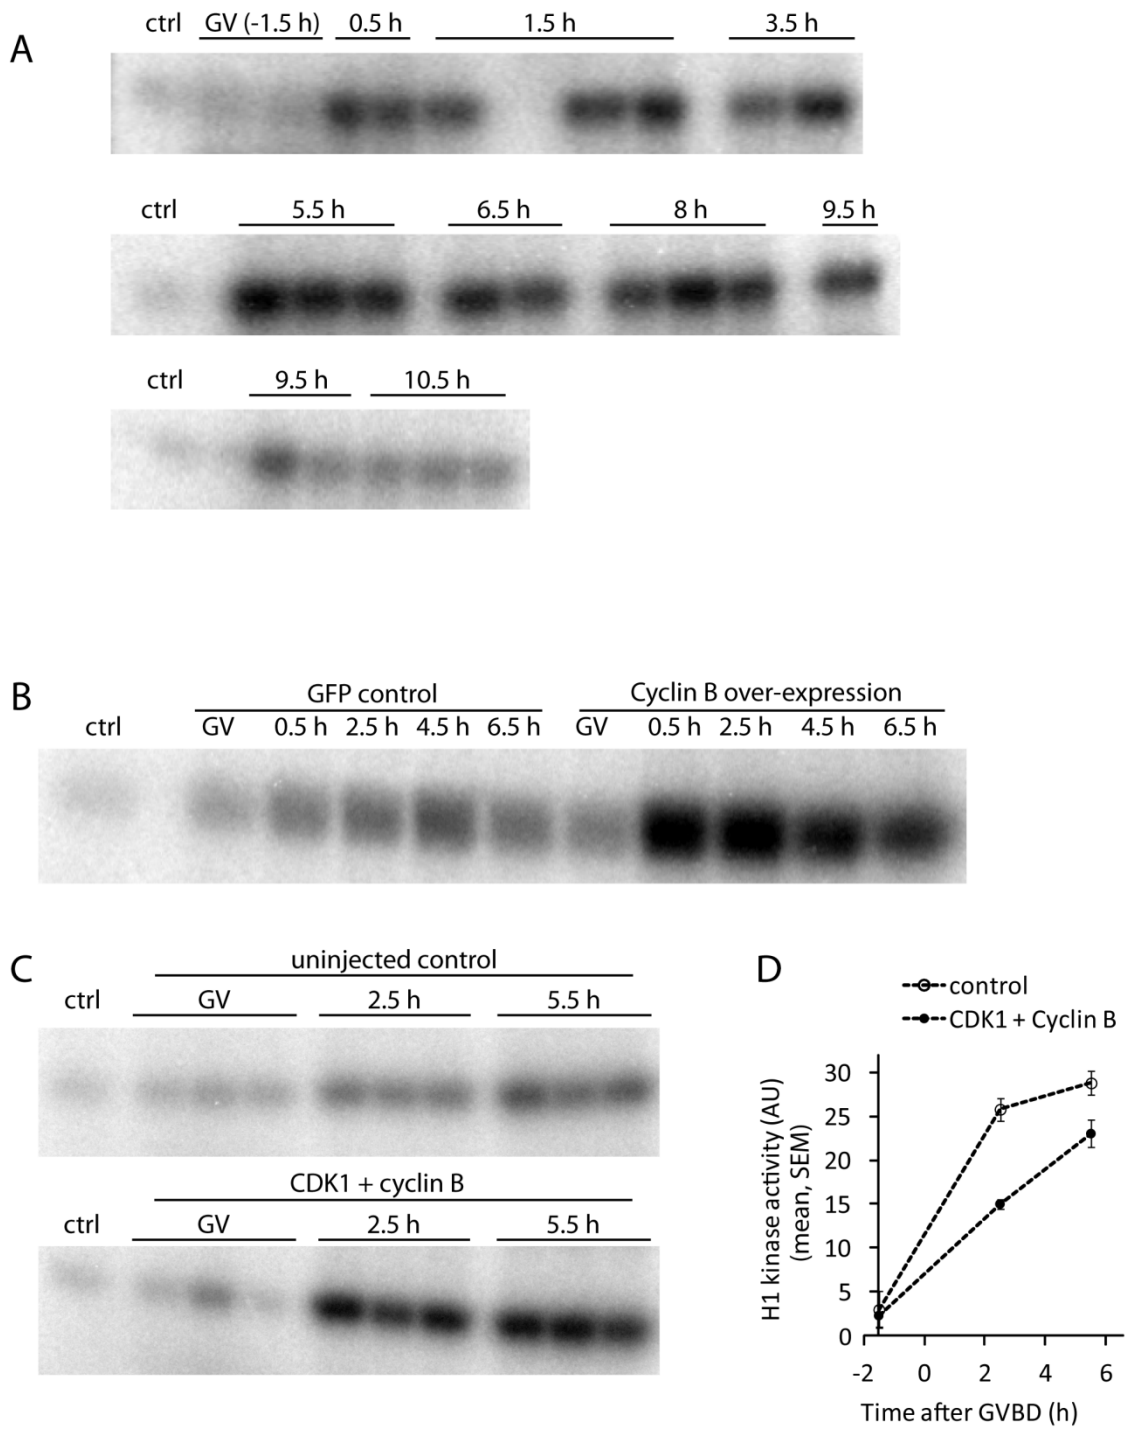 A
ctrl GV (-1.5 h) 0.5 h 1.5 h 3.5 h
ctrl 5.5 h 6.5 h 8 h 9.5 h
ctrl 9.5 h 10.5 h
B
GFP control Cyclin B over-expression
ctrl GV 0.5 h 2.5 h 4.5 h 6.5 h GV 0.5 h 2.5 h 4.5 h 6.5 h
C
uninjected control
ctrl GV 2.5 h 5.5 h
CDK1 + cyclin B
ctrl GV 2.5 h 5.5 h
D
control
CDK1 + Cyclin B
H1 kinase activity (AU)
(mean, SEM)
30
25
20
15
10
5
0
-2 0 2 4 6
Time after GVBD (h)